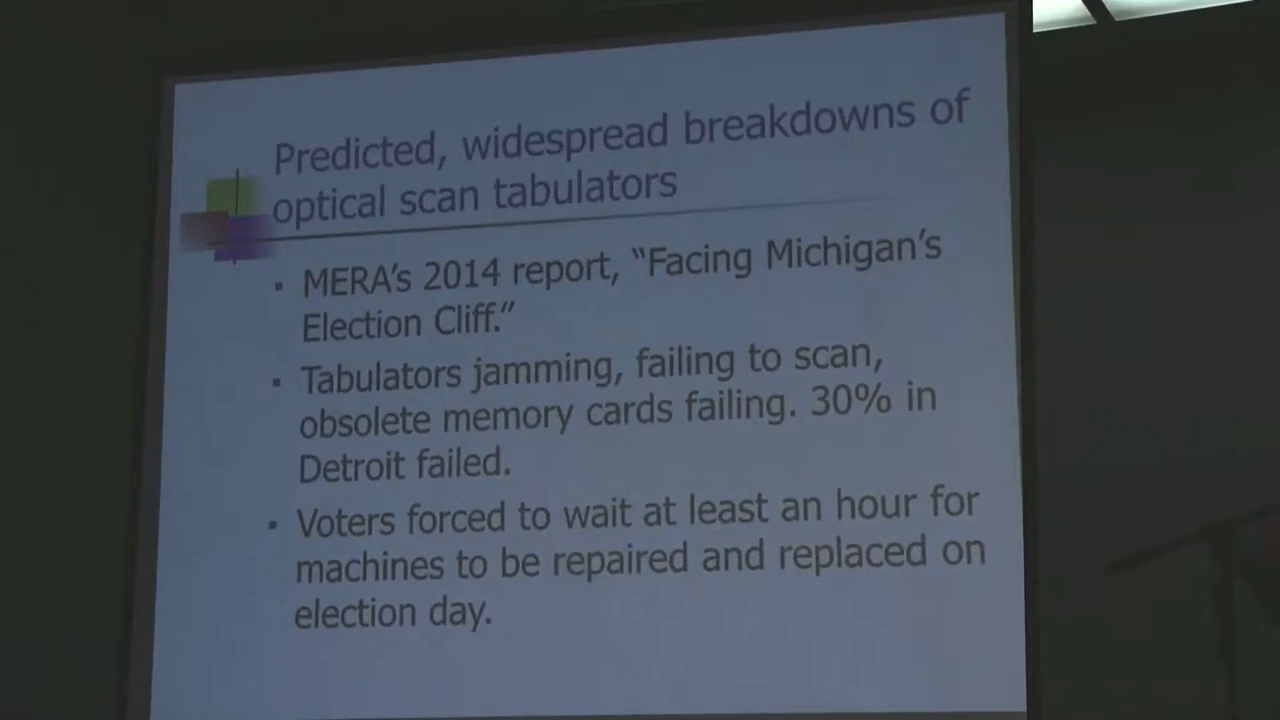 Predicted, widespread breakdowns of
optical scan tabulators
▪ MERA’s 2014 report, “Facing Michigan’s
Election Cliff.”
▪ Tabulators jamming, failing to scan,
obsolete memory cards failing. 30% in
Detroit failed.
▪ Voters forced to wait at least an hour for
machines to be repaired and replaced on
election day.